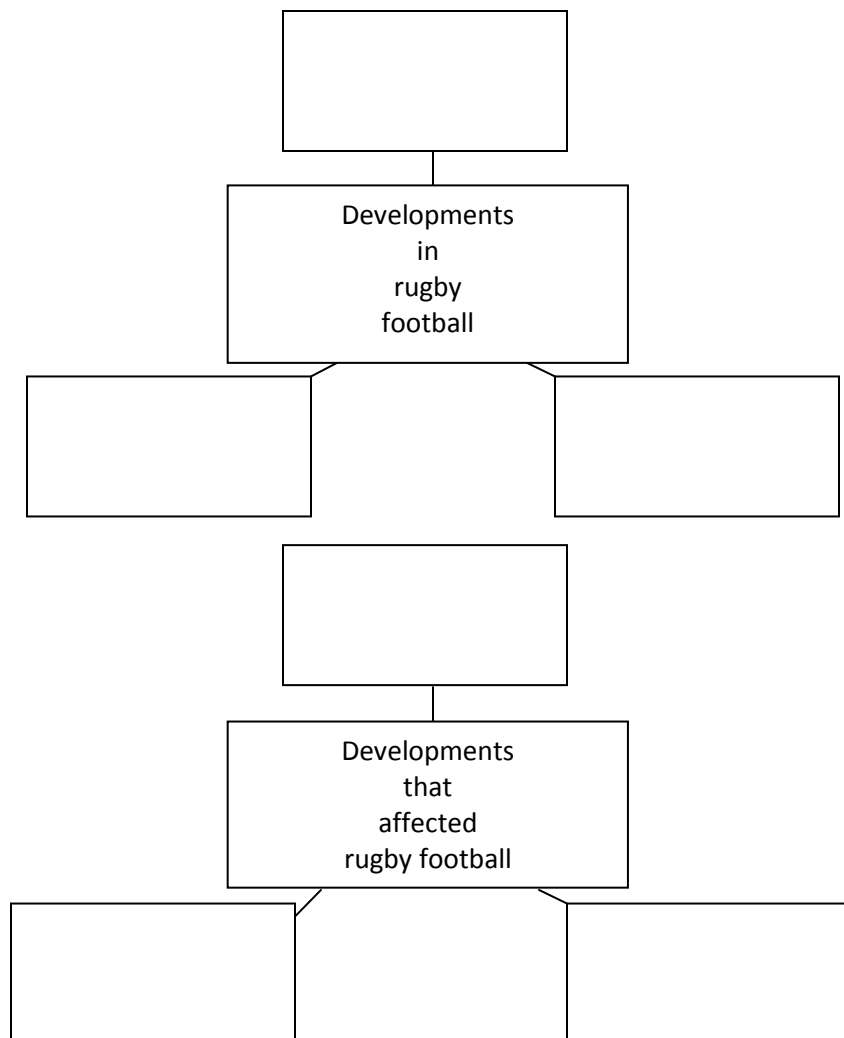 Developments
in
rugby
football
Developments
that
affected
rugby football